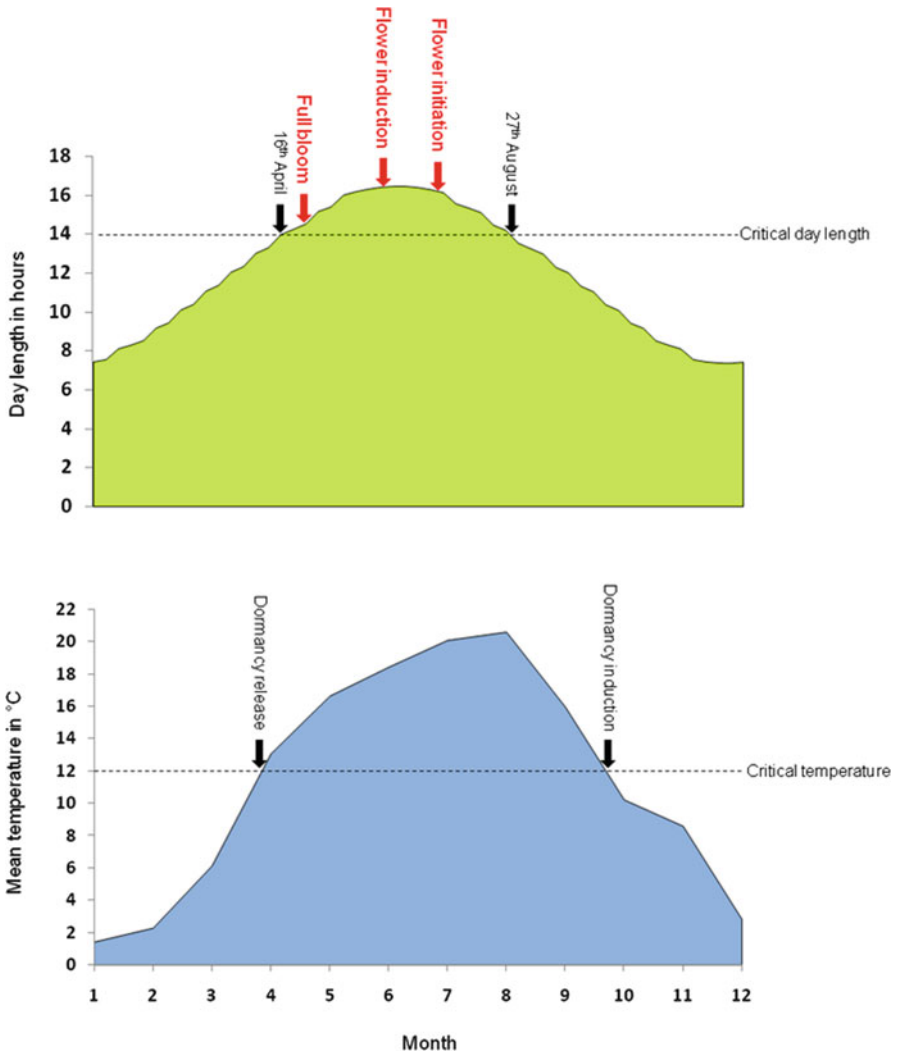 Flower induction
Flower initiation
Full bloom
16th April
27th August
18
16
14
12
10
8
6
4
2
0
Day length in hours
Critical day length
Dormancy release
Dormancy induction
22
20
18
16
14
12
10
8
6
4
2
0
Mean temperature in °C
Critical temperature
1 2 3 4 5 6 7 8 9 10 11 12
Month